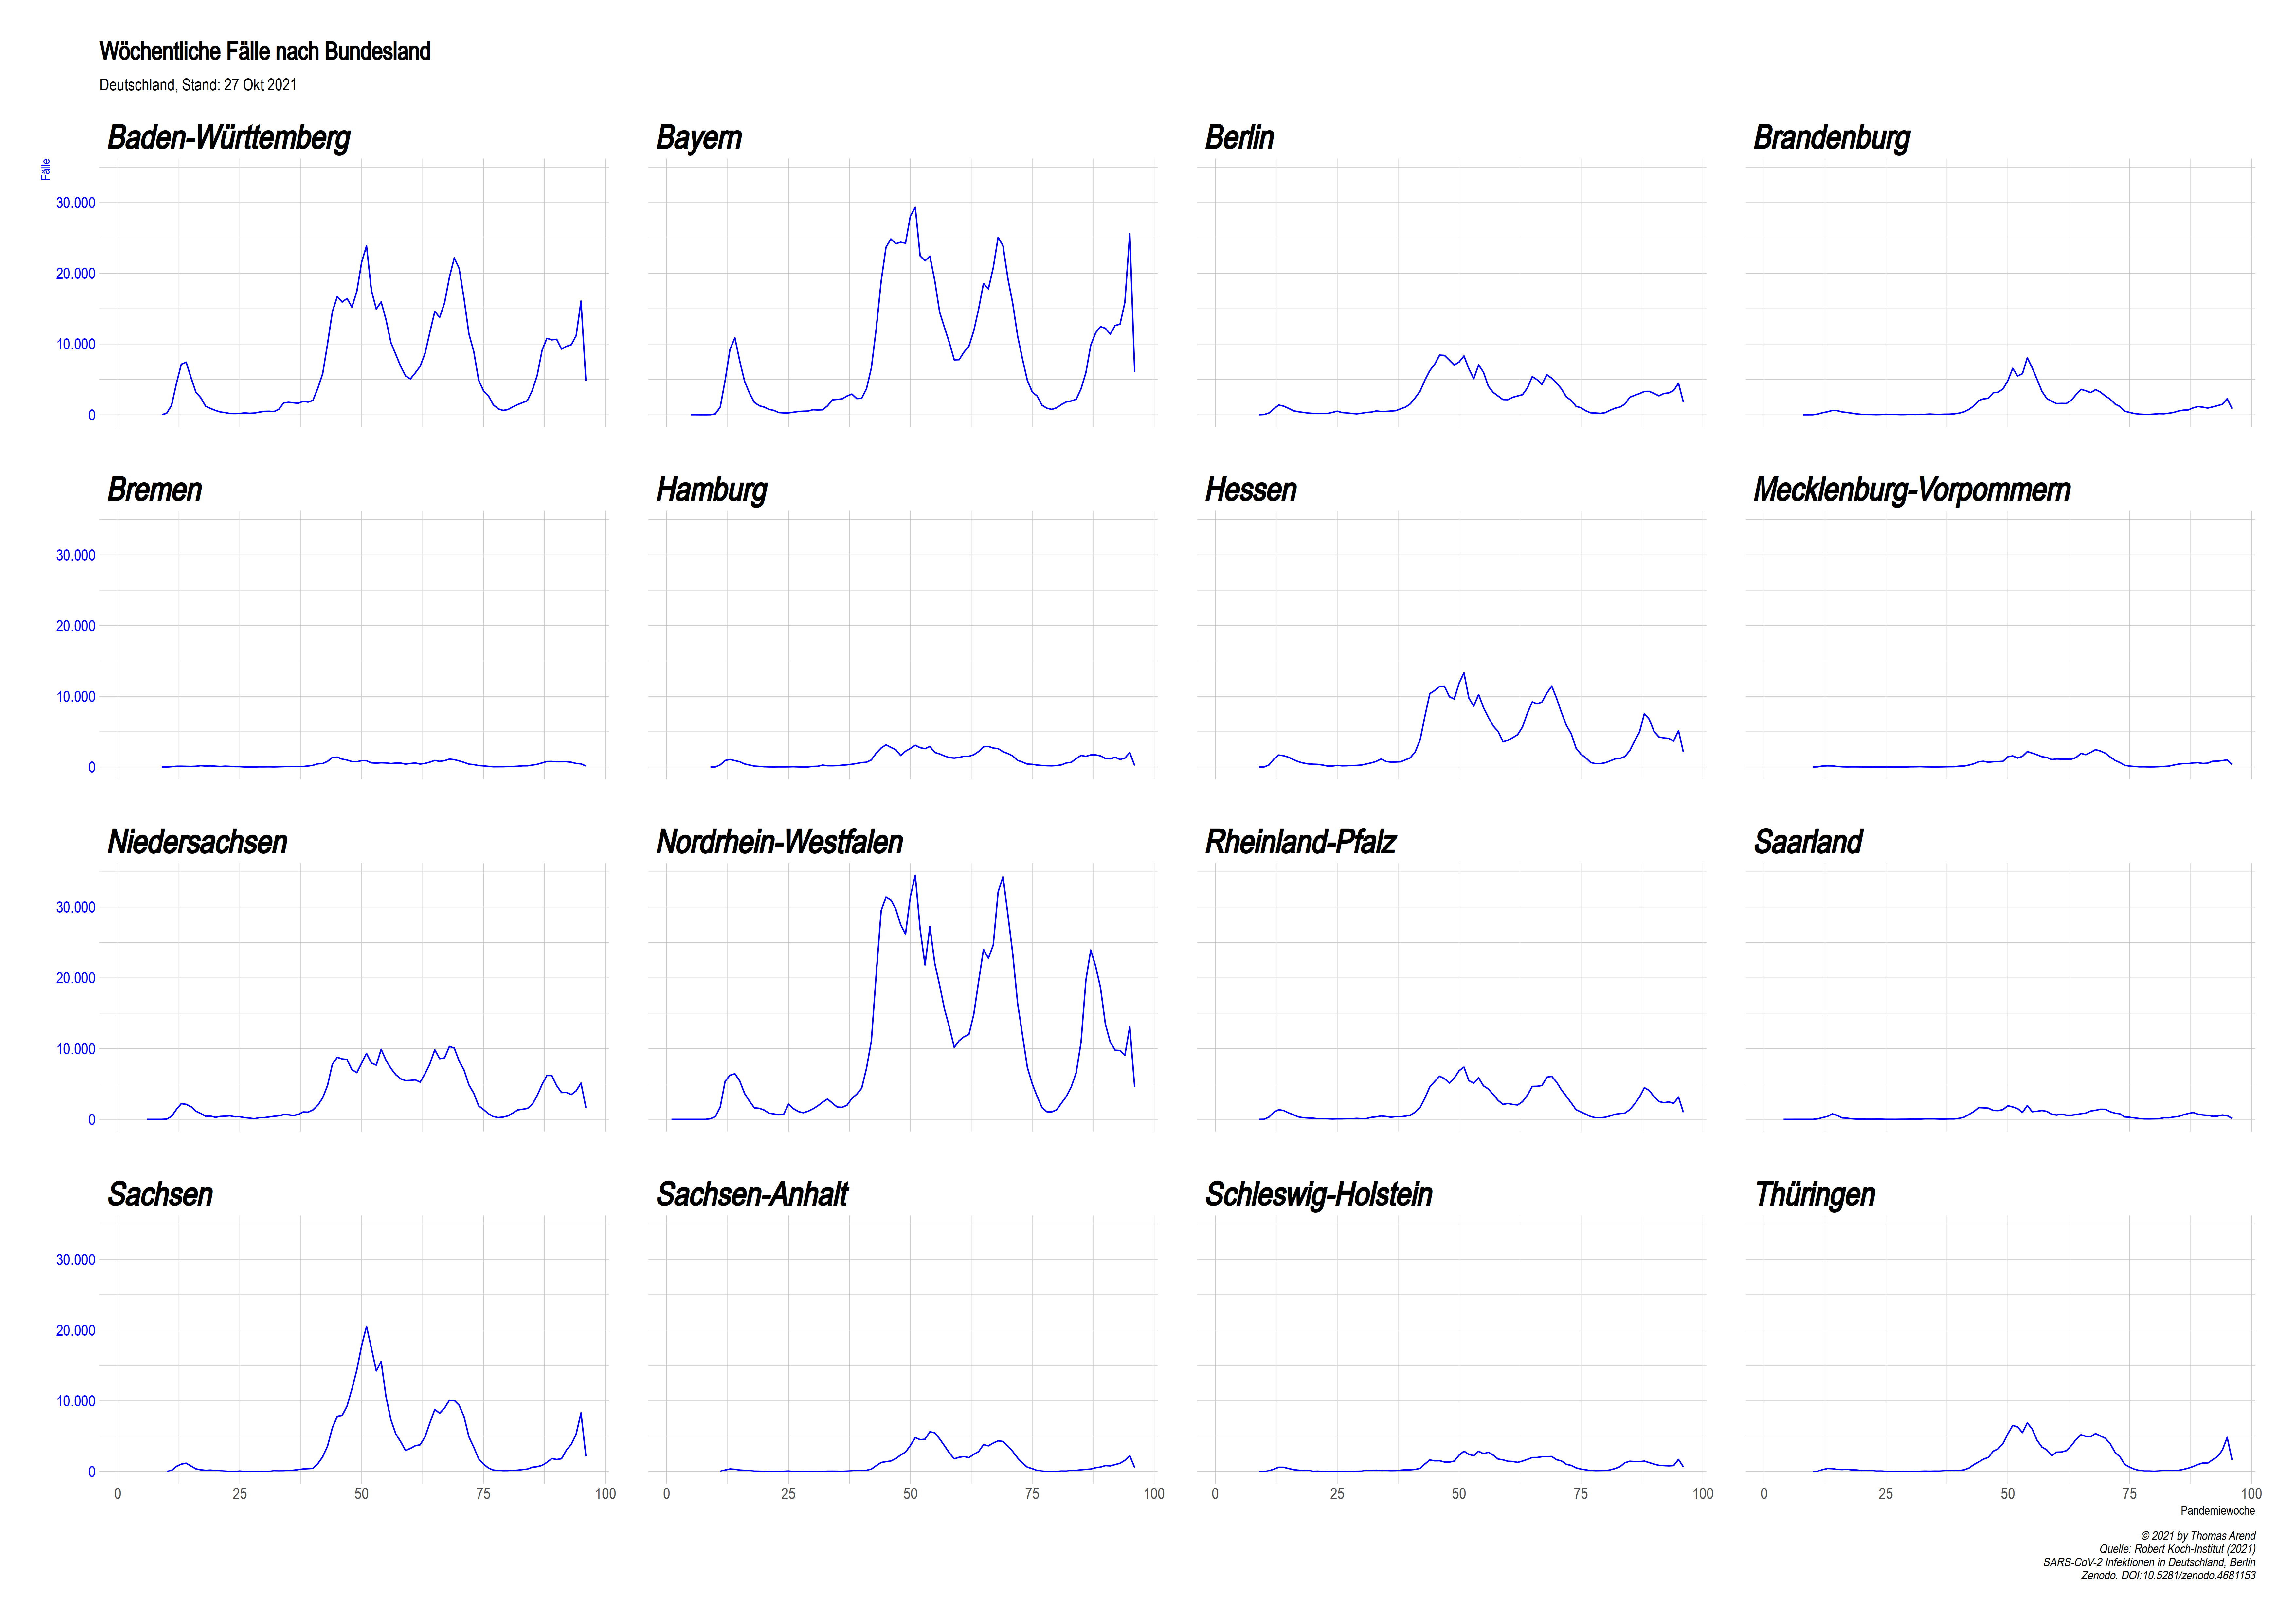 Wöchentliche Fälle nach Bundesland
Deutschland, Stand: 27 Okt 2021
Baden-Württemberg
Bayern
Berlin
Brandenburg
Fälle
30.000
20.000
10.000
0
Bremen
Hamburg
Hessen
Mecklenburg-Vorpommern
30.000
20.000
10.000
0
Niedersachsen
Nordrhein-Westfalen
Rheinland-Pfalz
Saarland
30.000
20.000
10.000
0
Sachsen
Sachsen-Anhalt
Schleswig-Holstein
Thüringen
30.000
20.000
10.000
0
0 25 50 75 100
0 25 50 75 100
0 25 50 75 100
0 25 50 75 100
Pandemiewoche
© 2021 by Thomas Arend
Quelle: Robert Koch-Institut (2021)
SARS-CoV-2 Infektionen in Deutschland, Berlin
Zenodo. DOI:10.5281/zenodo.4681153